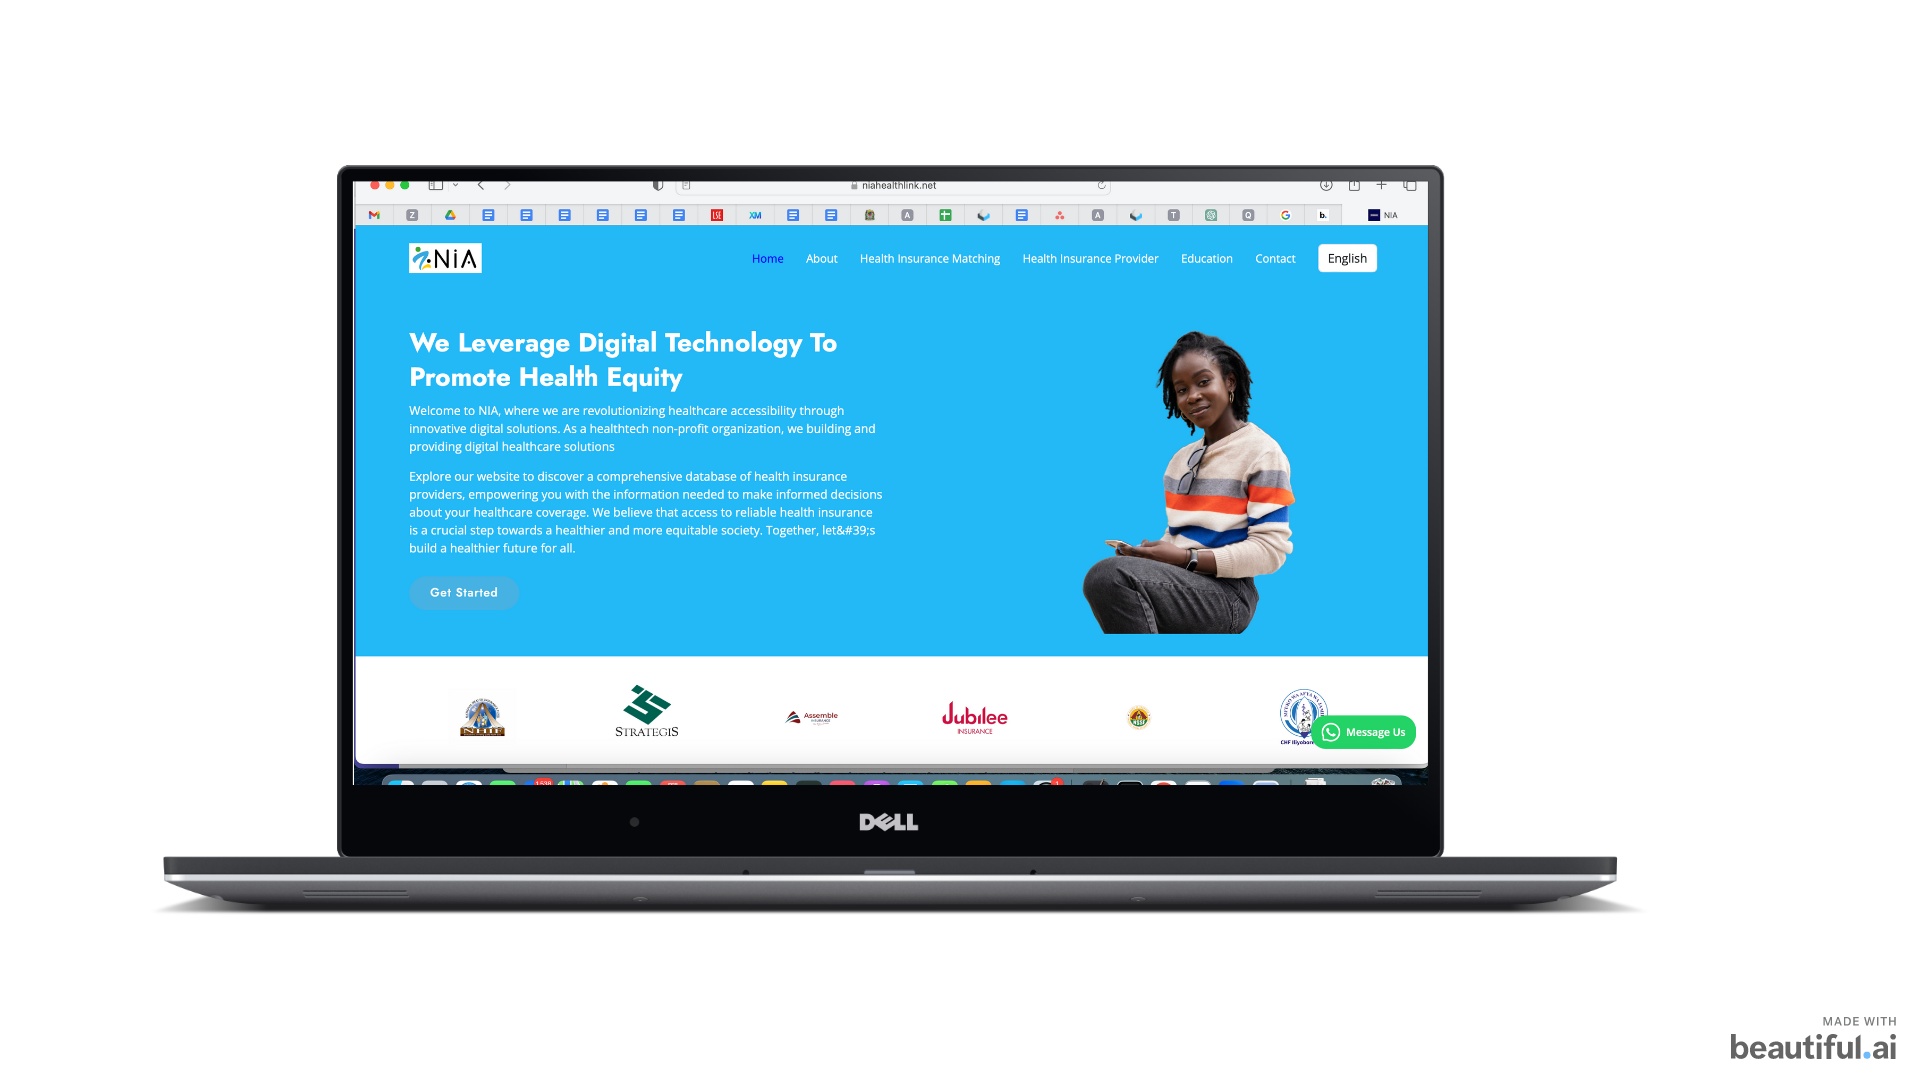 niahealthlink.net
NIA
NiA
Home About Health Insurance Matching Health Insurance Provider Education Contact English
We Leverage Digital Technology To
Promote Health Equity
Welcome to NIA, where we are revolutionizing healthcare accessibility through
innovative digital solutions. As a healthtech non-profit organization, we building and
providing digital healthcare solutions
Explore our website to discover a comprehensive database of health insurance
providers, empowering you with the information needed to make informed decisions
about your healthcare coverage. We believe that access to reliable health insurance
is a crucial step towards a healthier and more equitable society. Together, let&#39;s
build a healthier future for all.
Get Started
NHIF
STRATEGIS
Assemble
INSURANCE
Jubilee
INSURANCE
NSSF
CHF
Message Us
DELL
MADE WITH
beautiful.ai